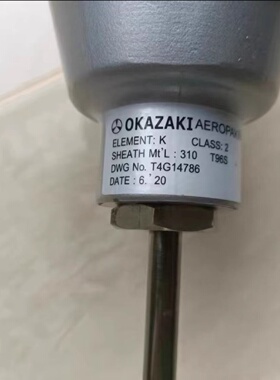 OKAZAKI AEROPAK
ELEMENT: K CLASS: 2
SHEATH Mt'L : 310 T96S
DWG No. T4G14786
DATE : 6. '20